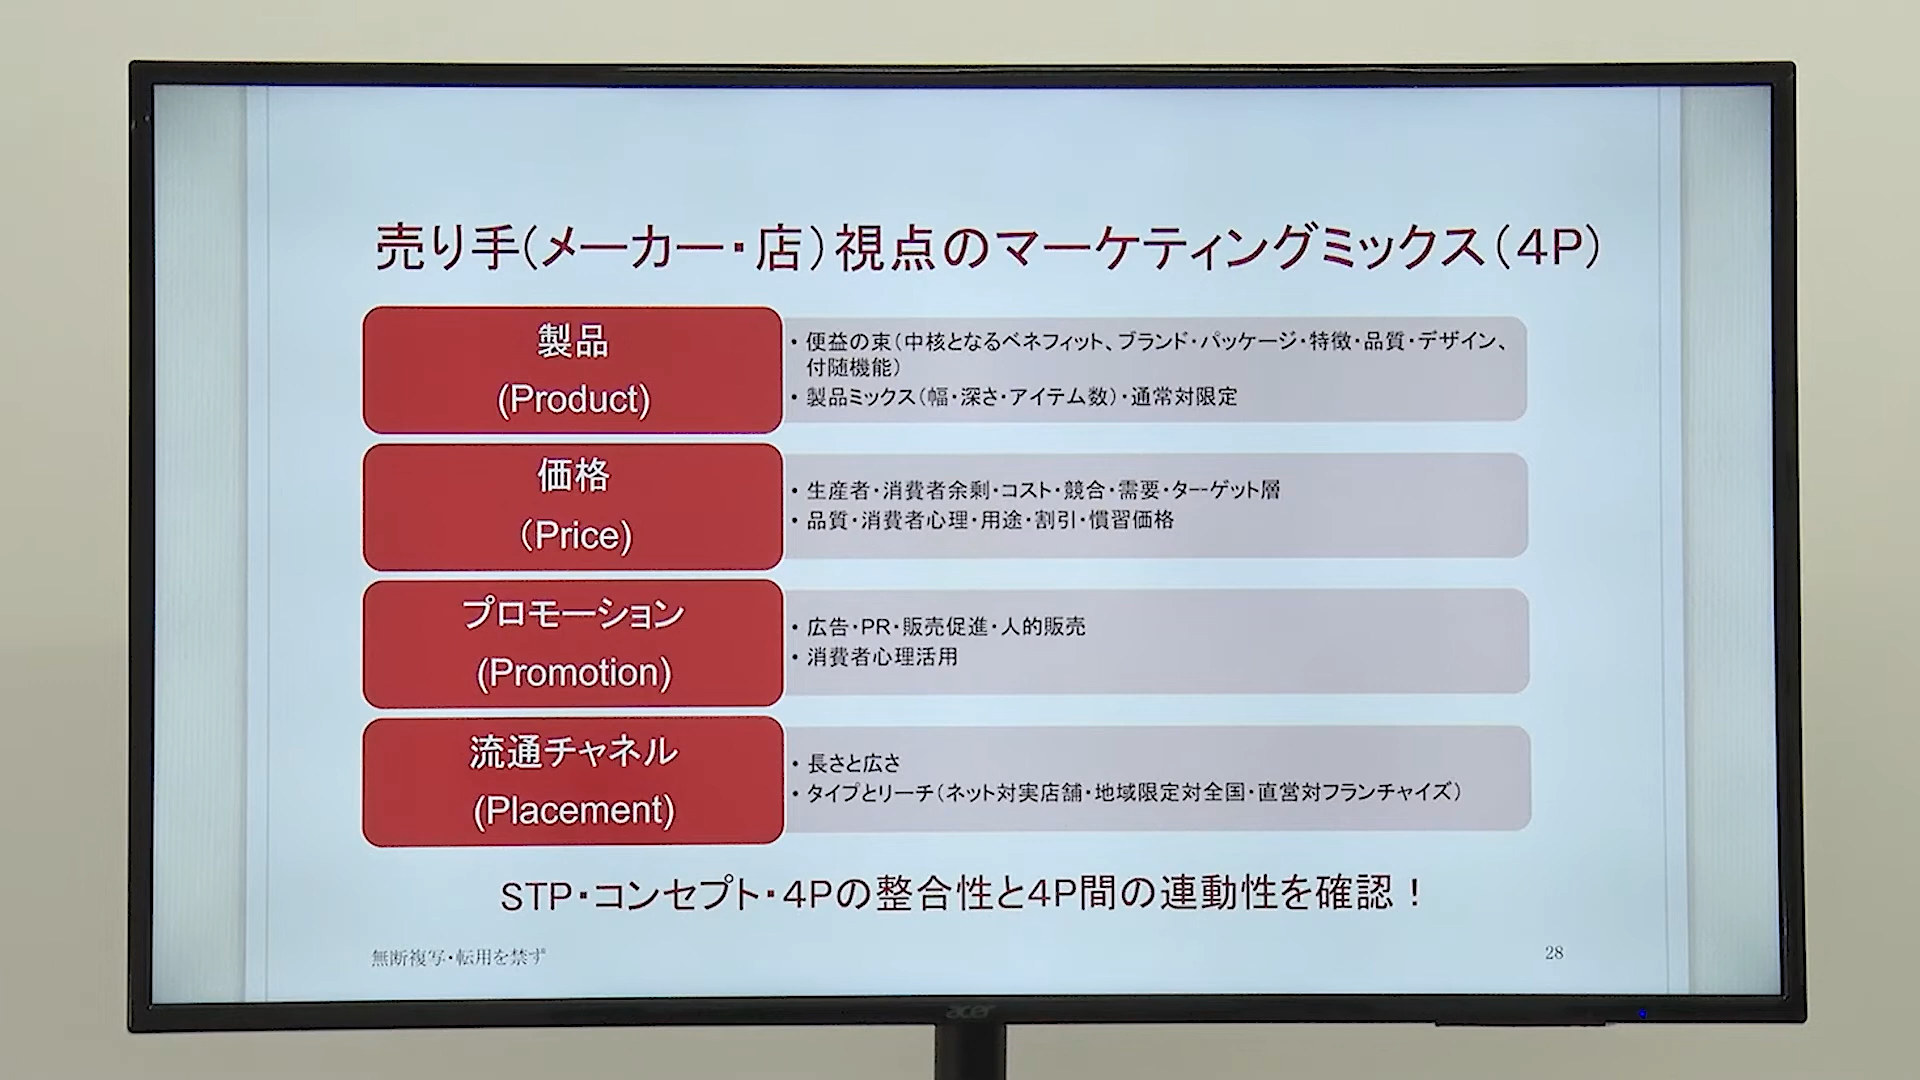 売り手(メーカー・店)視点のマーケティングミックス(4P)
製品
(Product)
・便益の束(中核となるベネフィット、ブランド・パッケージ・特徴・品質・デザイン、
付随機能)
・製品ミックス(幅・深さ・アイテム数)・通常対限定
価格
(Price)
・生産者・消費者余剰・コスト・競合・需要・ターゲット層
・品質・消費者心理・用途・割引・慣習価格
プロモーション
(Promotion)
・広告・PR・販売促進・人的販売
・消費者心理活用
流通チャネル
(Placement)
・長さと広さ
・タイプとリーチ(ネット対実店舗・地域限定対全国・直営対フランチャイズ)
STP・コンセプト・4Pの整合性と4P間の連動性を確認!
無断複写・転用を禁ず
28
acer